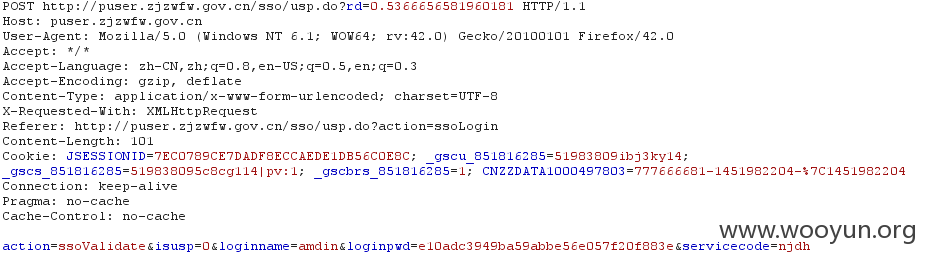 POST http://puser.zjzwfw.gov.cn/sso/usp.do?rd=0.5366656581960181 HTTP/1.1
Host: puser.zjzwfw.gov.cn
User-Agent: Mozilla/5.0 (Windows NT 6.1; WOW64; rv:42.0) Gecko/20100101 Firefox/42.0
Accept: */*
Accept-Language: zh-CN,zh;q=0.8,en-US;q=0.5,en;q=0.3
Accept-Encoding: gzip, deflate
Content-Type: application/x-www-form-urlencoded; charset=UTF-8
X-Requested-With: XMLHttpRequest
Referer: http://puser.zjzwfw.gov.cn/sso/usp.do?action=ssoLogin
Content-Length: 101
Cookie: JSESSIONID=7EC0789CE7DADF8ECCAEDE1DB56C0E8C; _gscu_851816285=51983809ibj3ky14;
_gscs_851816285=519838095c8cg114|pv:1; _gscbrs_851816285=1; CNZZDATA1000497803=777666681-1451982204-%7C1451982204
Connection: keep-alive
Pragma: no-cache
Cache-Control: no-cache
action=ssoValidate&isusp=0&loginname=amdin&loginpwd=e10adc3949ba59abbe56e057f20f883e&servicecode=njdh
www.wooyun.org